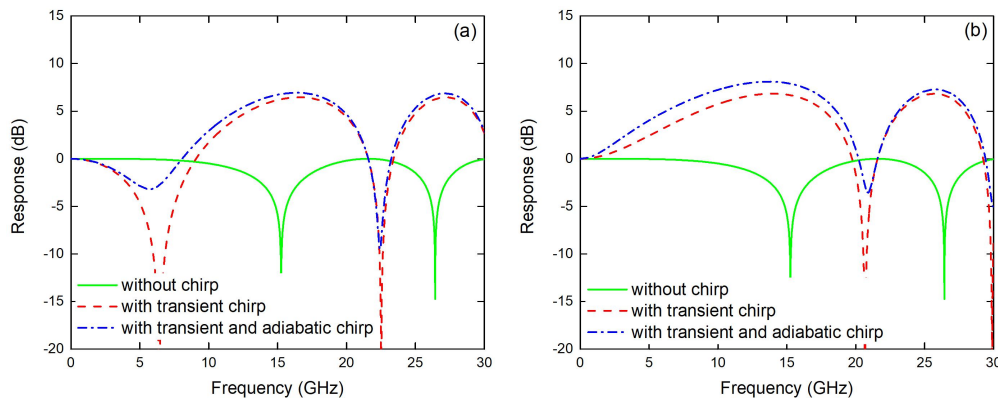 15
10
5
0
-5
-10
-15
-20
0
5
10
15
20
25
30
Response (dB)
Frequency (GHz)
(a)
without chirp
with transient chirp
with transient and adiabatic chirp
15
10
5
0
-5
-10
-15
-20
0
5
10
15
20
25
30
Response (dB)
Frequency (GHz)
(b)
without chirp
with transient chirp
with transient and adiabatic chirp